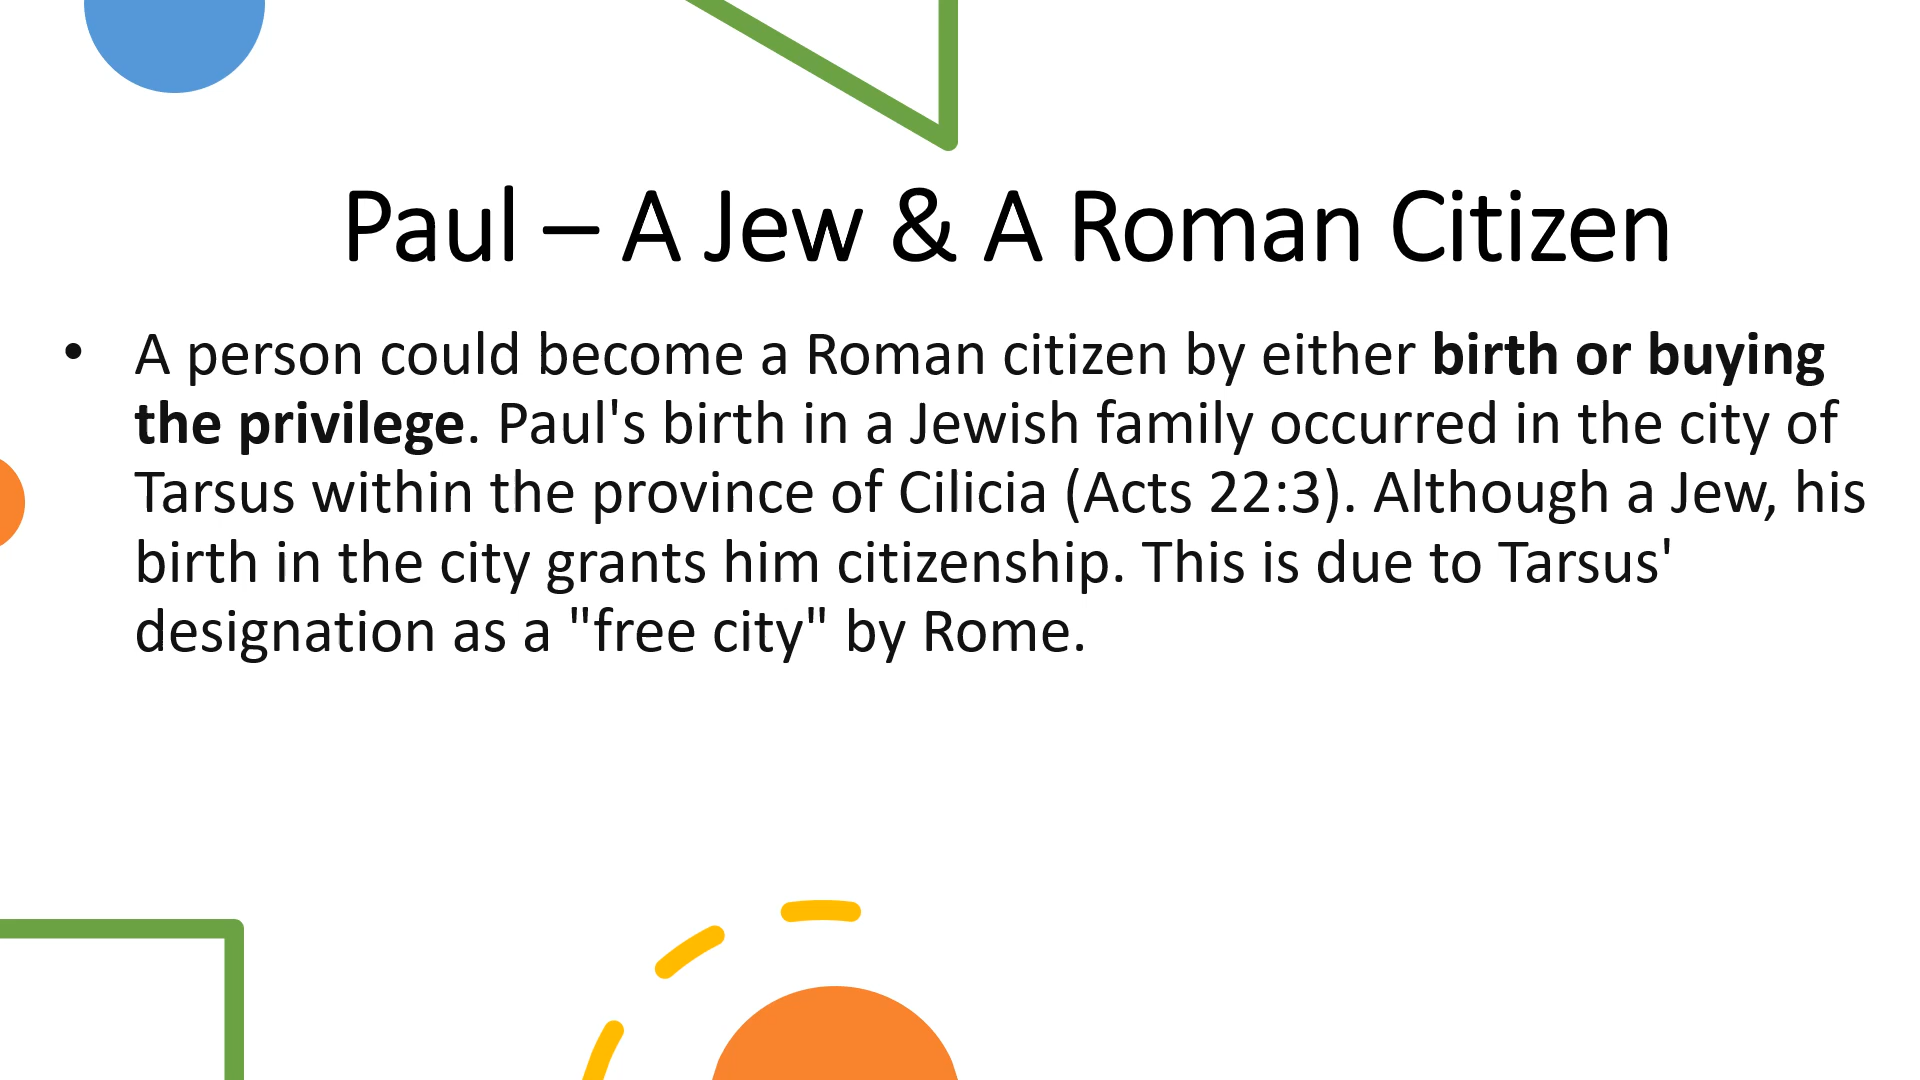 Paul – A Jew & A Roman Citizen
• A person could become a Roman citizen by either birth or buying
the privilege. Paul's birth in a Jewish family occurred in the city of
Tarsus within the province of Cilicia (Acts 22:3). Although a Jew, his
birth in the city grants him citizenship. This is due to Tarsus'
designation as a "free city" by Rome.